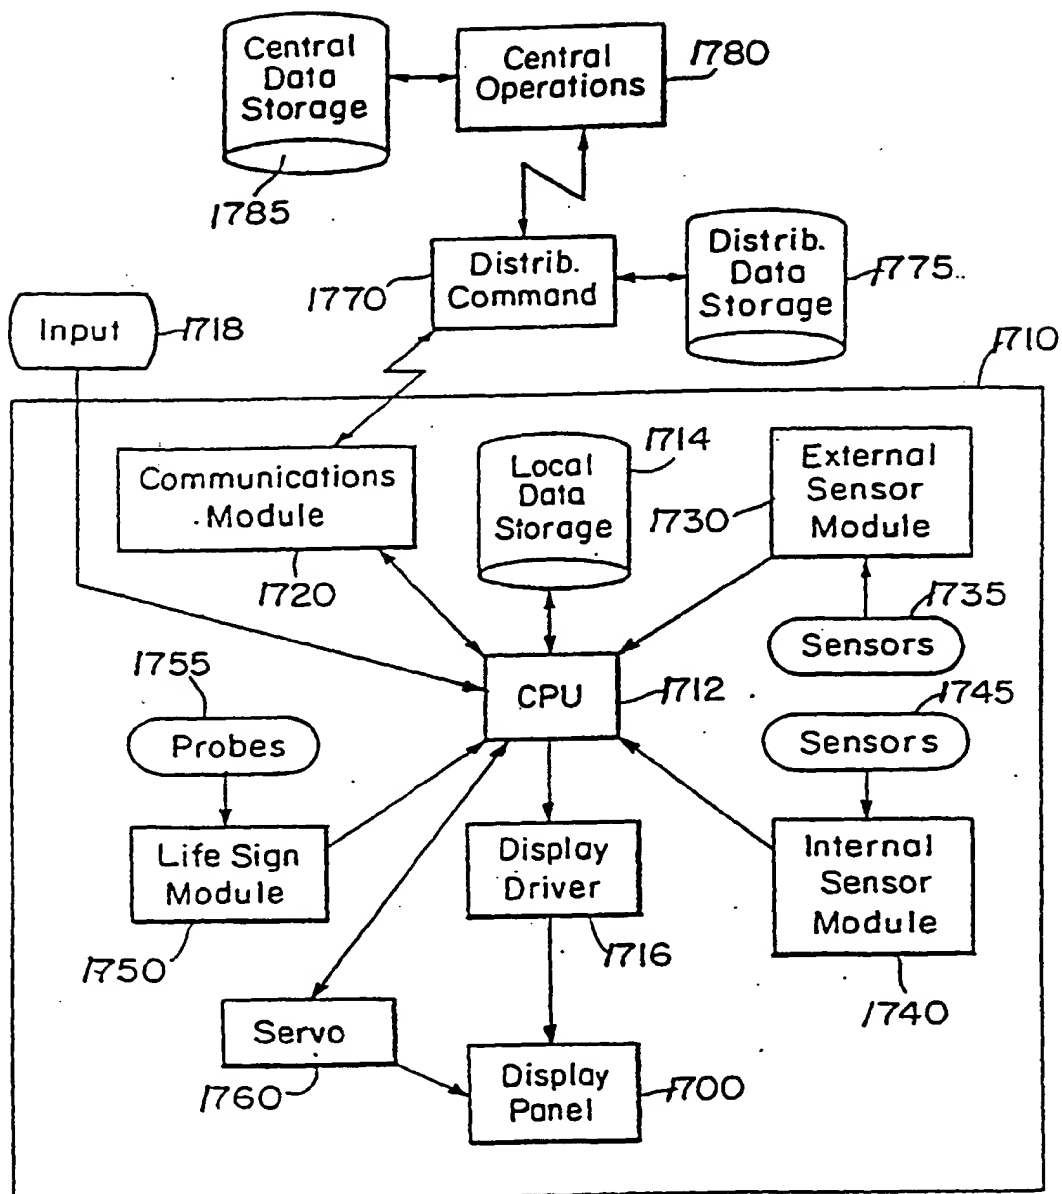 Central
Data
Storage
1785
Central
Operations
1780
Distrib.
Command
1770
Distrib.
Data
Storage
1775
Input
1718
1710
Communications
Module
1720
Local
Data
Storage
1714
External
Sensor
Module
1730
Sensors
1735
CPU
1712
Probes
1755
Sensors
1745
Life Sign
Module
1750
Display
Driver
1716
Internal
Sensor
Module
1740
Servo
1760
Display
Panel
1700